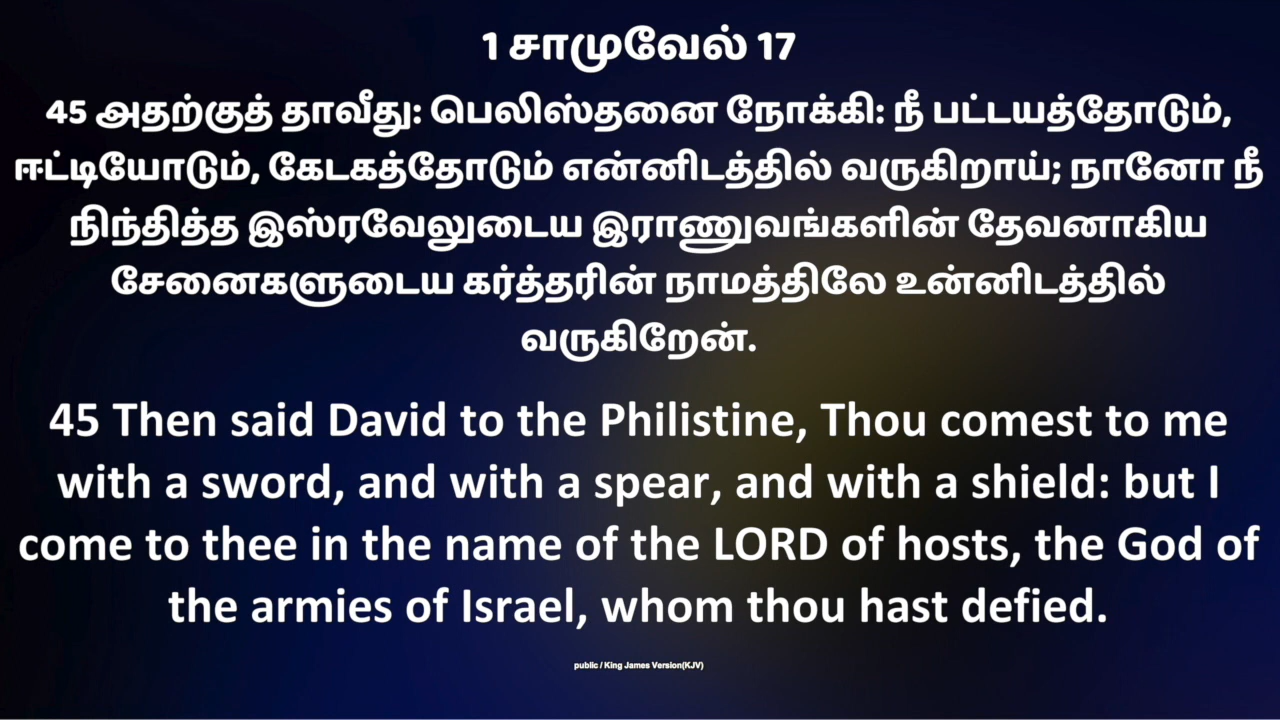 1 சாமுவேல் 17
45 அதற்குத் தாவீது: பெலிஸ்தனை நோக்கி: நீ பட்டயத்தோடும்,
ஈட்டியோடும், கேடகத்தோடும் என்னிடத்தில் வருகிறாய்; நானோ நீ
நிந்தித்த இஸ்ரவேலுடைய இராணுவங்களின் தேவனாகிய
சேனைகளுடைய கர்த்தரின் நாமத்திலே உன்னிடத்தில்
வருகிறேன்.
45 Then said David to the Philistine, Thou comest to me
with a sword, and with a spear, and with a shield: but I
come to thee in the name of the LORD of hosts, the God of
the armies of Israel, whom thou hast defied.
public / King James Version(KJV)